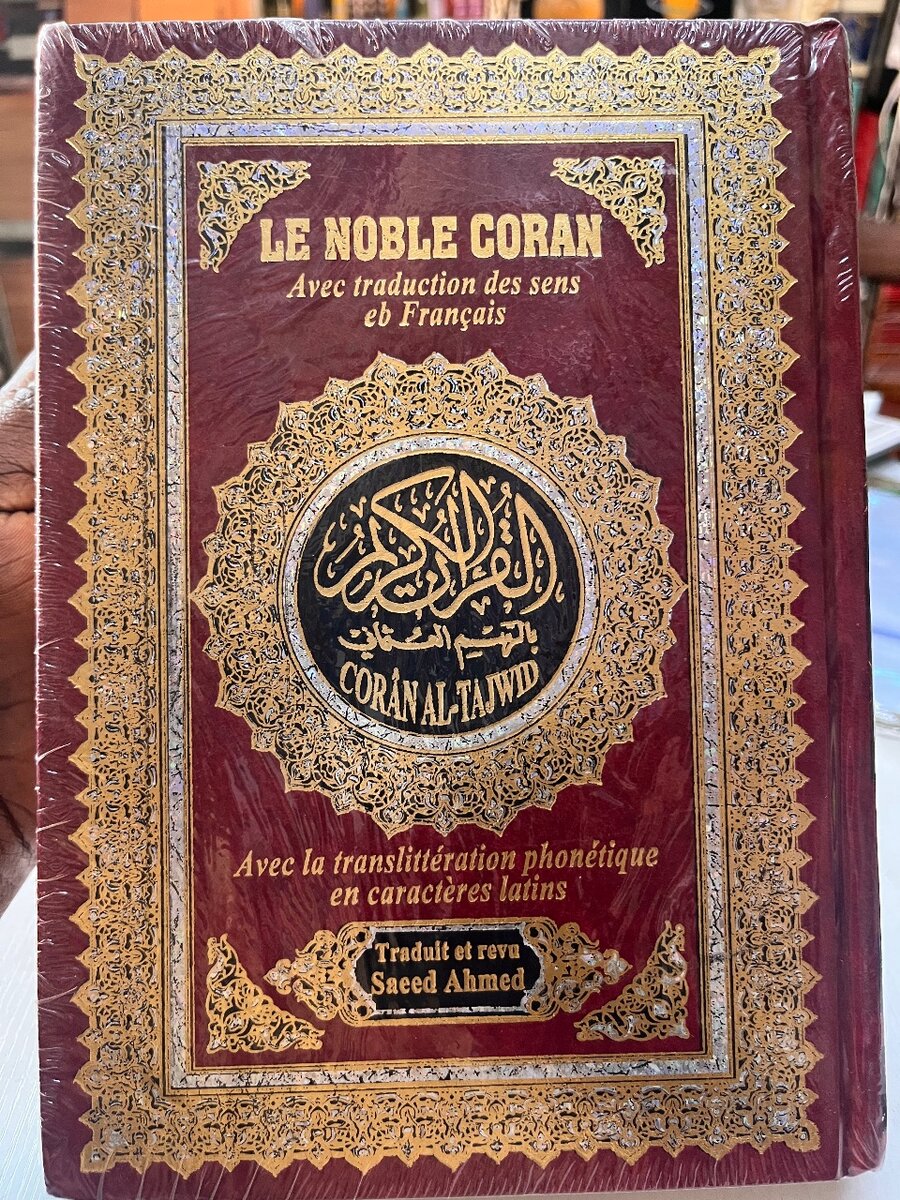 LE NOBLE CORAN
Avec traduction des sens
eb Français
القرآن الكريم
بالرسم العثماني
CORÂN AL-TAJWID
Avec la translittération phonétique
en caractères latins
Traduit et revu
Saeed Ahmed